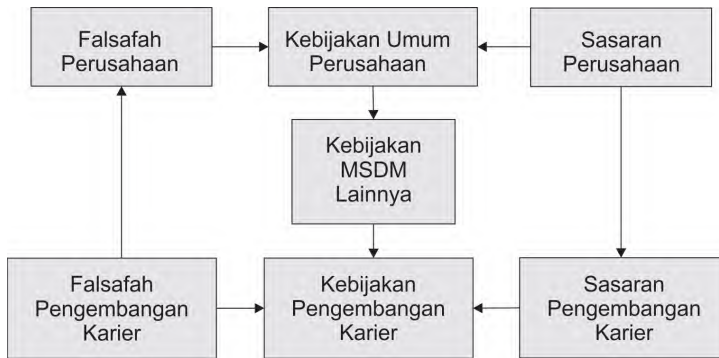 Falsafah
Perusahaan
Kebijakan Umum
Perusahaan
Sasaran
Perusahaan
Kebijakan
MSDM
Lainnya
Falsafah
Pengembangan
Karier
Kebijakan
Pengembangan
Karier
Sasaran
Pengembangan
Karier